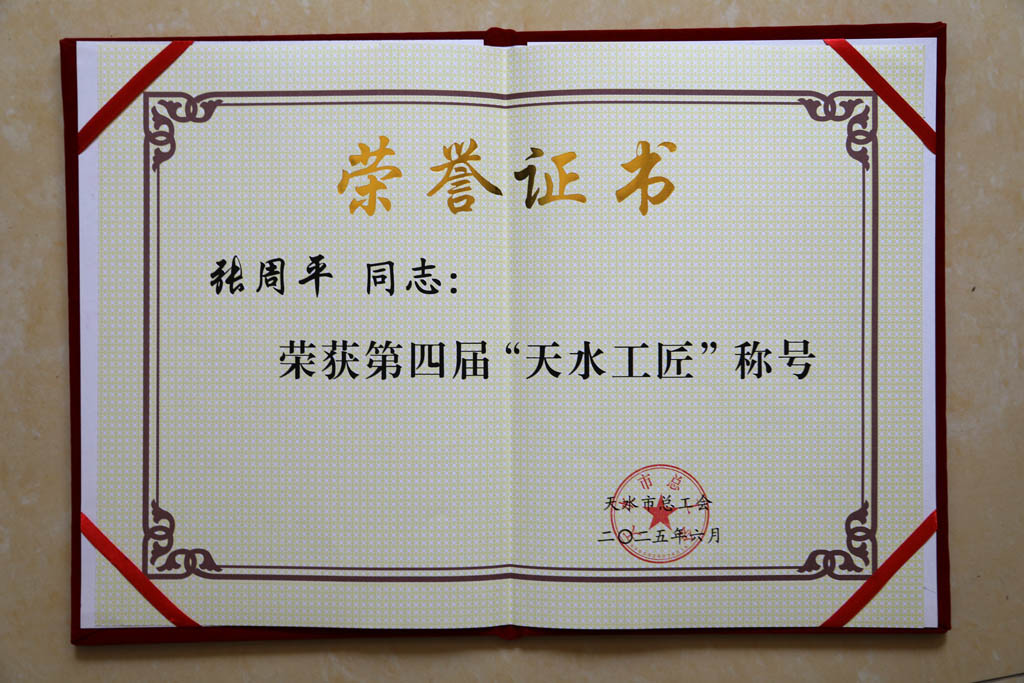 荣誉证书
张周平 同志：
荣获第四届“天水工匠”称号
天水市总工会
二〇二五年六月